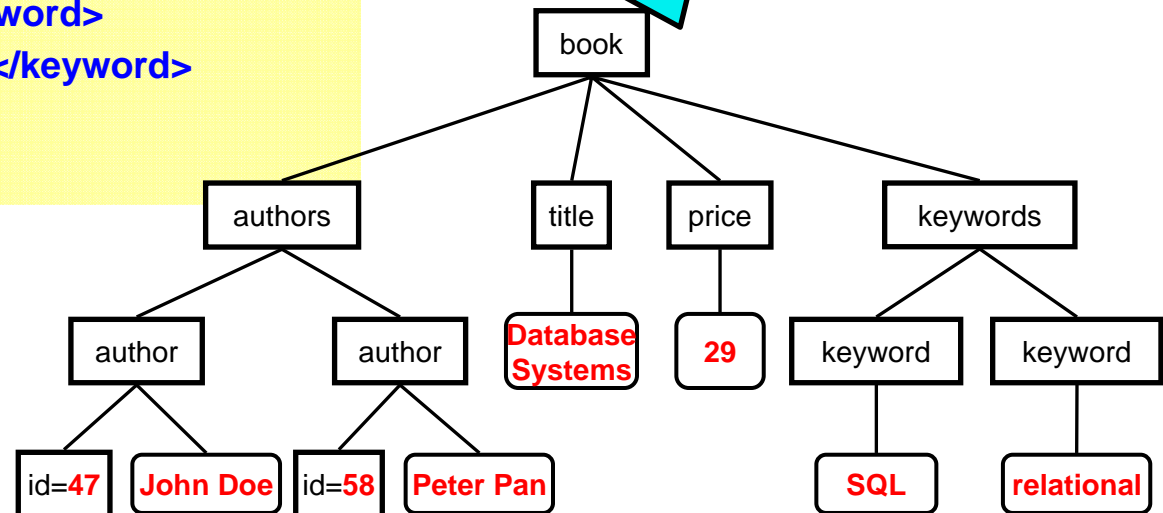 word>
</keyword>
book
authors
title
price
keywords
author
author
Database
Systems
29
keyword
keyword
id=47
John Doe
id=58
Peter Pan
SQL
relational